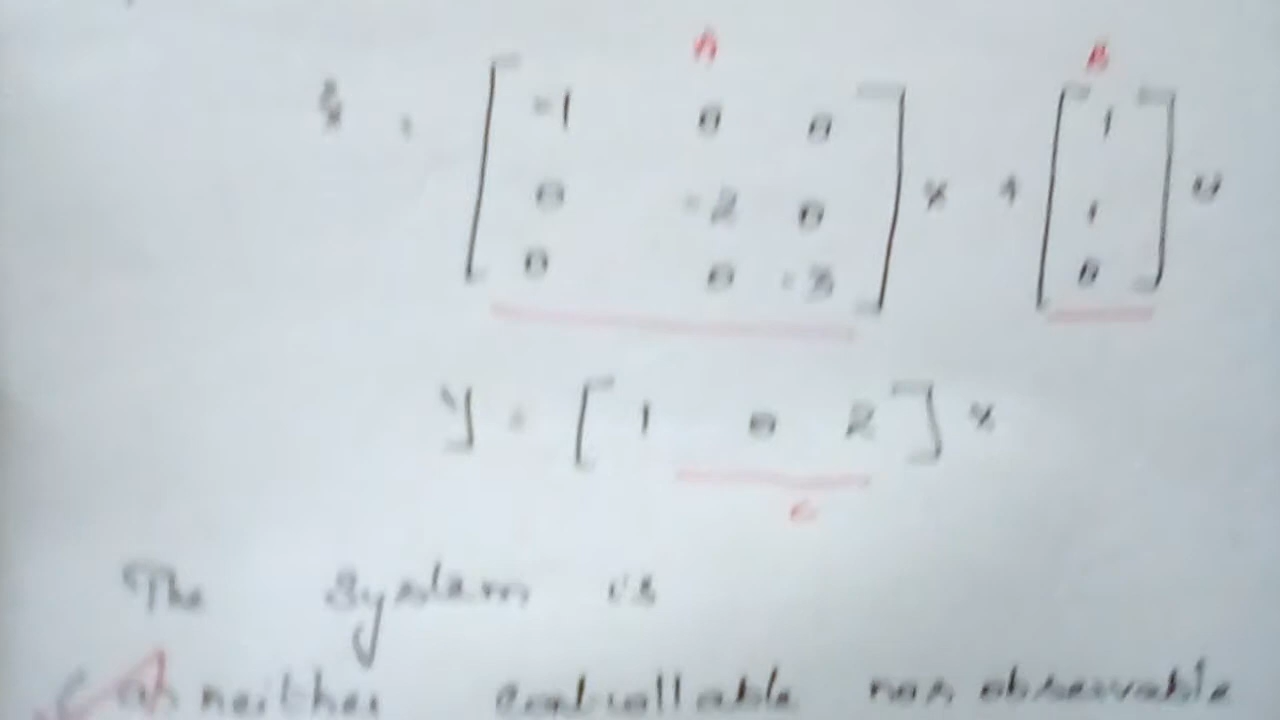 A B
ẋ = [ -1 0 0
0 -2 0
0 0 -3 ] x + [ 1
1
0 ] u
y = [ 1 0 2 ] x
C
The system is
(a) neither controllable nor observable